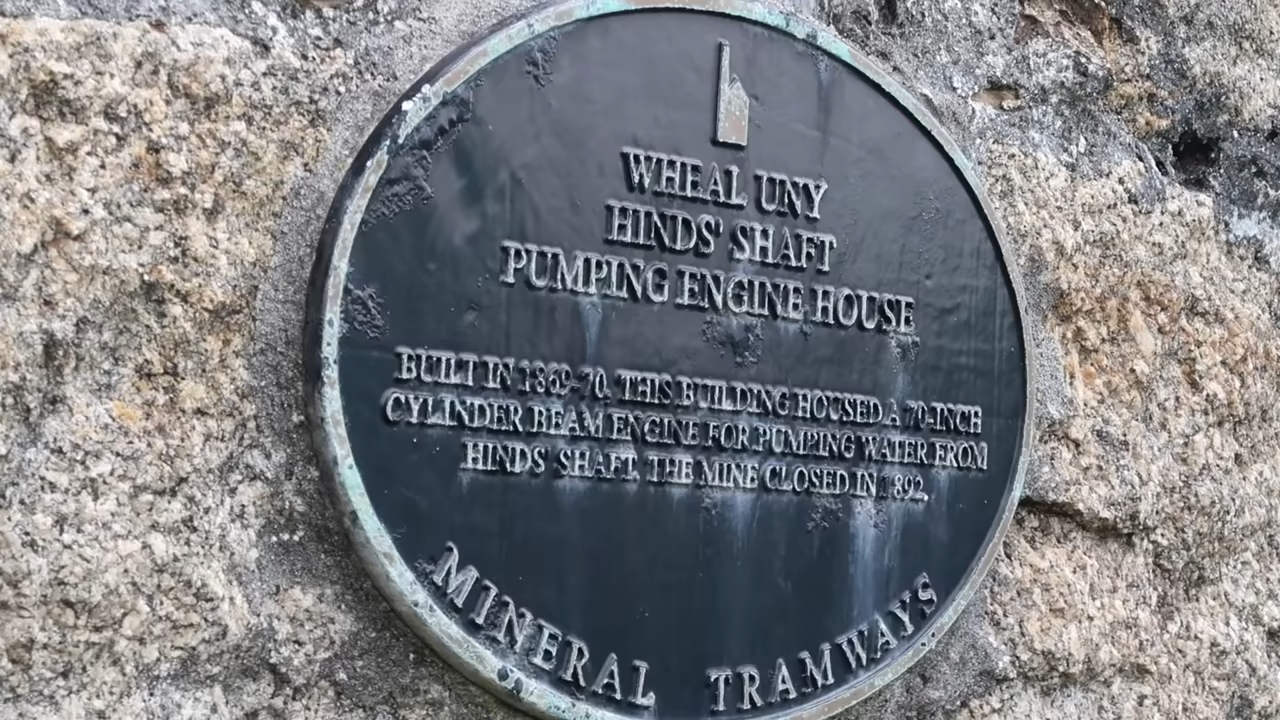 WHEAL UNY
HINDS' SHAFT
PUMPING ENGINE HOUSE
BUILT IN 1869-70, THIS BUILDING HOUSED A 70-INCH
CYLINDER BEAM ENGINE FOR PUMPING WATER FROM
HINDS' SHAFT. THE MINE CLOSED IN 1892.
MINERAL TRAMWAYS